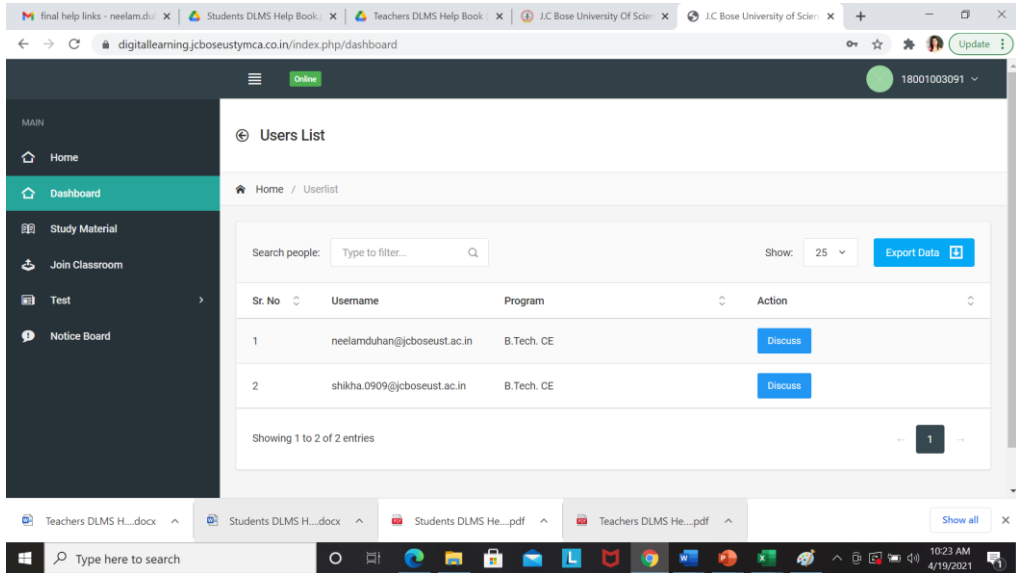 final help links - neelam.du
Students DLMS Help Book.
Teachers DLMS Help Book (
J.C Bose University Of Scien
J.C Bose University of Scien
digitallearning.jcboseustymca.co.in/index.php/dashboard
Update
Online
18001003091
MAIN
Home
Dashboard
Study Material
Join Classroom
Test
Notice Board
Users List
Home / Userlist
Search people: Type to filter... Show: 25 Export Data
Sr. No Username Program Action
1 neelamduhan@jcboseust.ac.in B.Tech. CE Discuss
2 shikha.0909@jcboseust.ac.in B.Tech. CE Discuss
Showing 1 to 2 of 2 entries ← 1 →
Teachers DLMS H....docx
Students DLMS H....docx
Students DLMS He....pdf
Teachers DLMS He....pdf
Show all
Type here to search
10:23 AM
4/19/2021